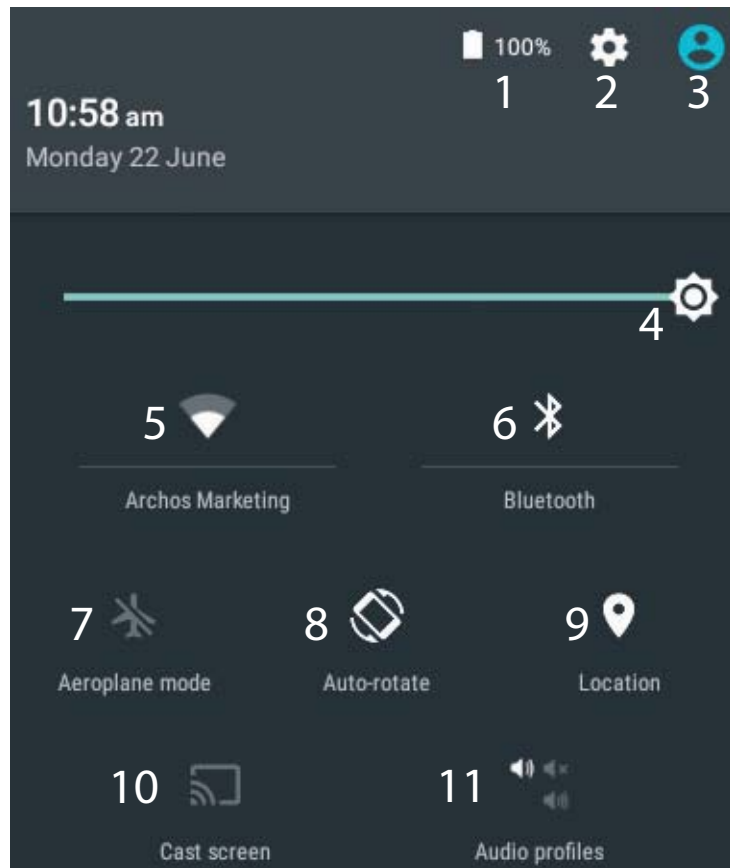 100%
1 2 3
10:58 am
Monday 22 June
4
5 6
Archos Marketing Bluetooth
7 8 9
Aeroplane mode Auto-rotate Location
10 11
Cast screen Audio profiles